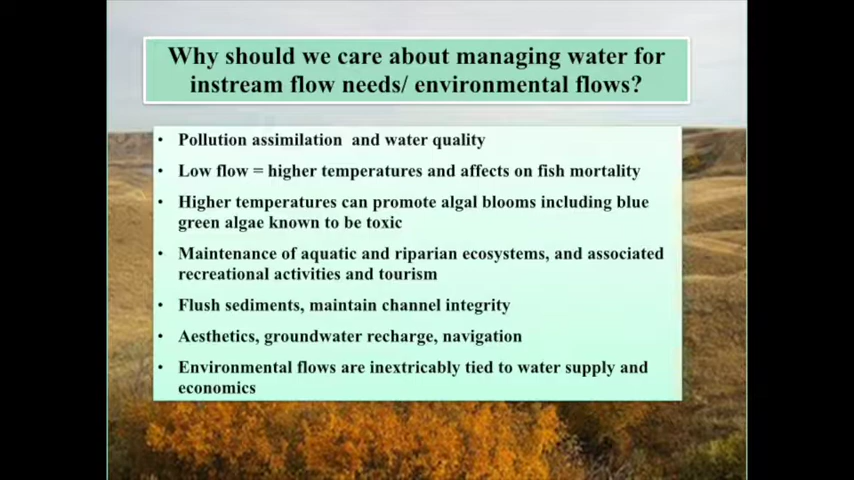 Why should we care about managing water for
instream flow needs/ environmental flows?
• Pollution assimilation and water quality
• Low flow = higher temperatures and affects on fish mortality
• Higher temperatures can promote algal blooms including blue
green algae known to be toxic
• Maintenance of aquatic and riparian ecosystems, and associated
recreational activities and tourism
• Flush sediments, maintain channel integrity
• Aesthetics, groundwater recharge, navigation
• Environmental flows are inextricably tied to water supply and
economics